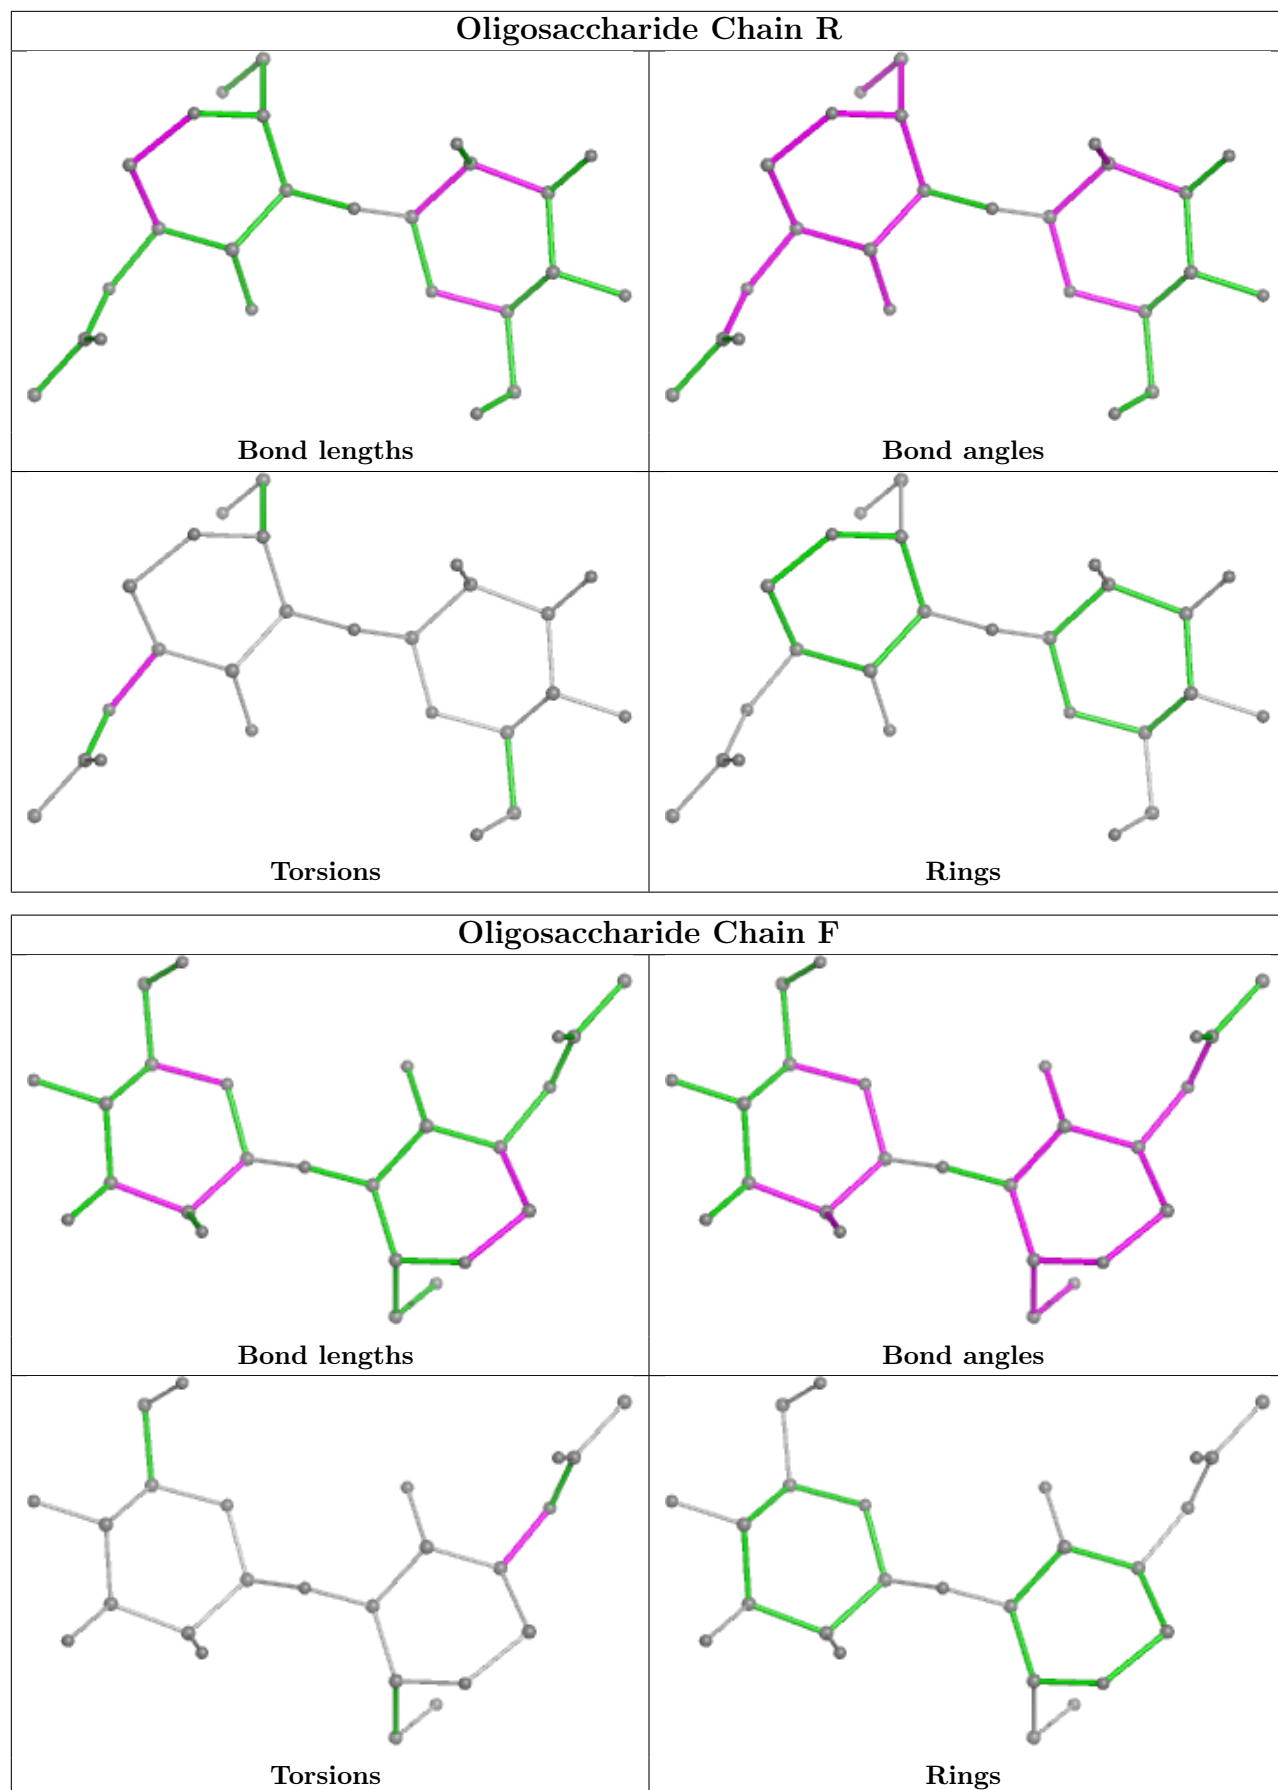 Oligosaccharide Chain R
Bond lengths
Bond angles
Torsions
Rings
Oligosaccharide Chain F
Bond lengths
Bond angles
Torsions
Rings